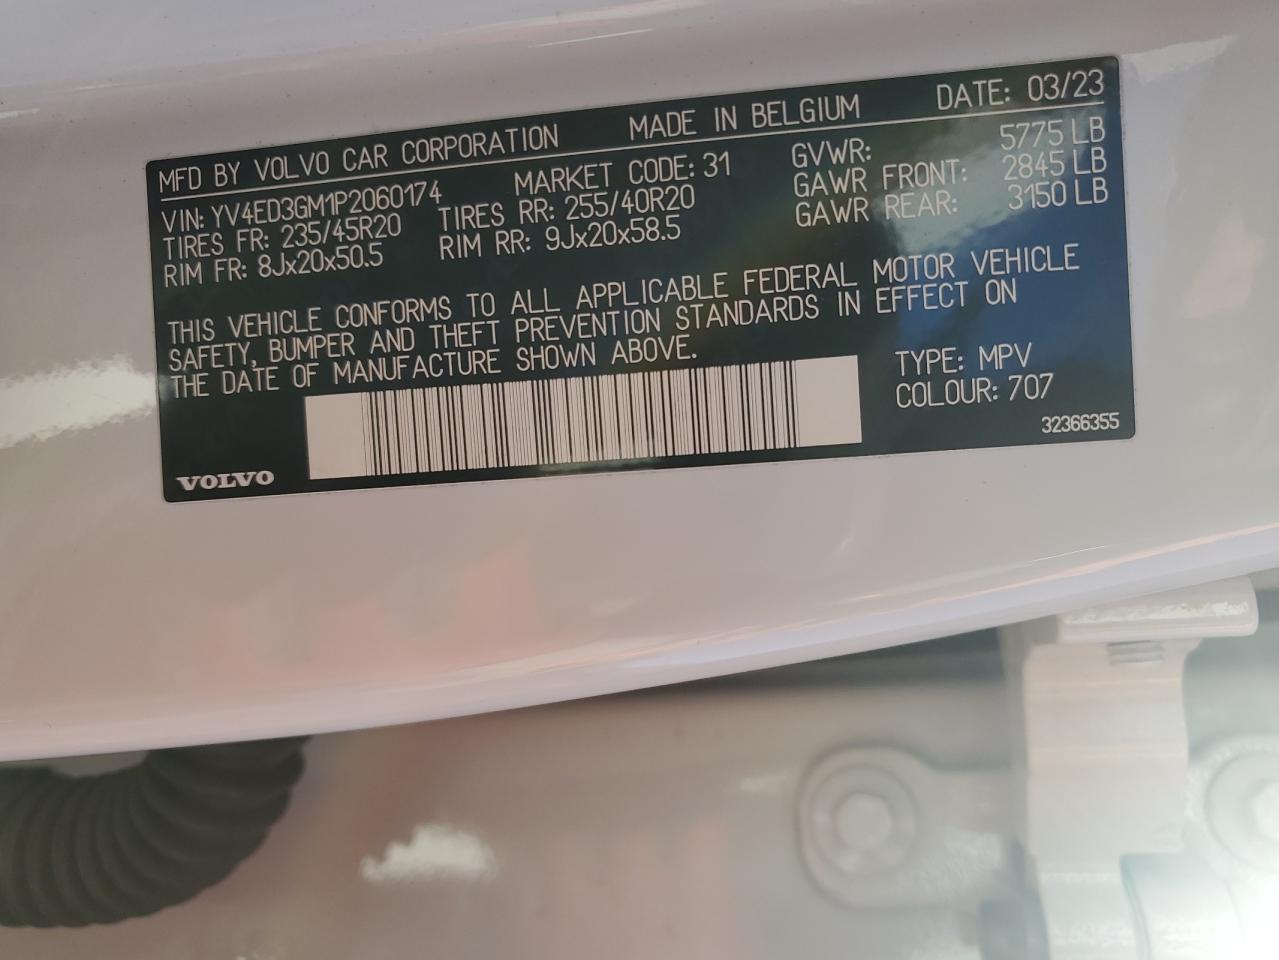 MFD BY VOLVO CAR CORPORATION MADE IN BELGIUM DATE: 03/23
VIN: YV4ED3GM1P2060174 MARKET CODE: 31 GVWR: 5775 LB
TIRES FR: 235/45R20 TIRES RR: 255/40R20 GAWR FRONT: 2845 LB
RIM FR: 8Jx20x50.5 RIM RR: 9Jx20x58.5 GAWR REAR: 3150 LB
THIS VEHICLE CONFORMS TO ALL APPLICABLE FEDERAL MOTOR VEHICLE
SAFETY, BUMPER AND THEFT PREVENTION STANDARDS IN EFFECT ON
THE DATE OF MANUFACTURE SHOWN ABOVE.
TYPE: MPV
COLOUR: 707
32366355
VOLVO